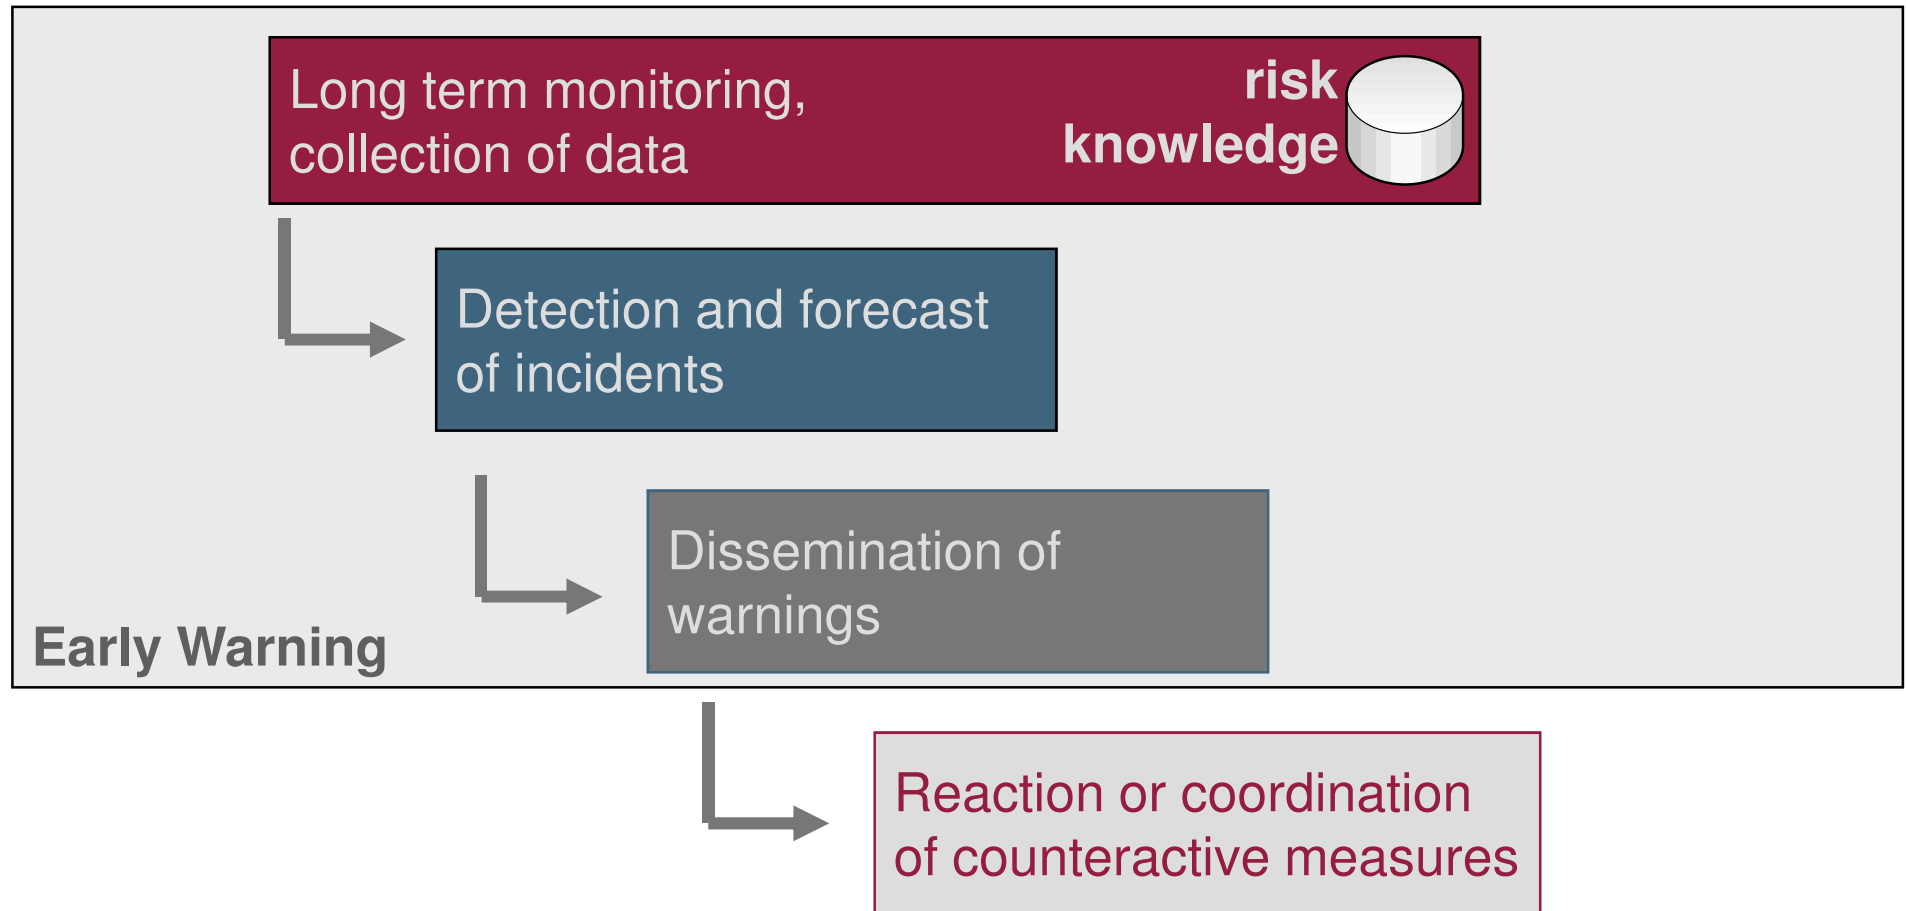 Long term monitoring,
collection of data
risk
knowledge
Detection and forecast
of incidents
Dissemination of
warnings
Early Warning
Reaction or coordination
of counteractive measures